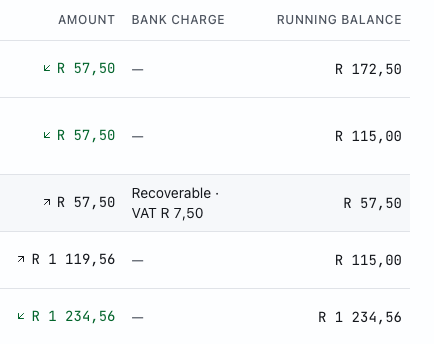 AMOUNT BANK CHARGE RUNNING BALANCE
R 57,50 — R 172,50
R 57,50 — R 115,00
R 57,50 Recoverable · R 57,50
VAT R 7,50
R 1 119,56 — R 115,00
R 1 234,56 — R 1 234,56